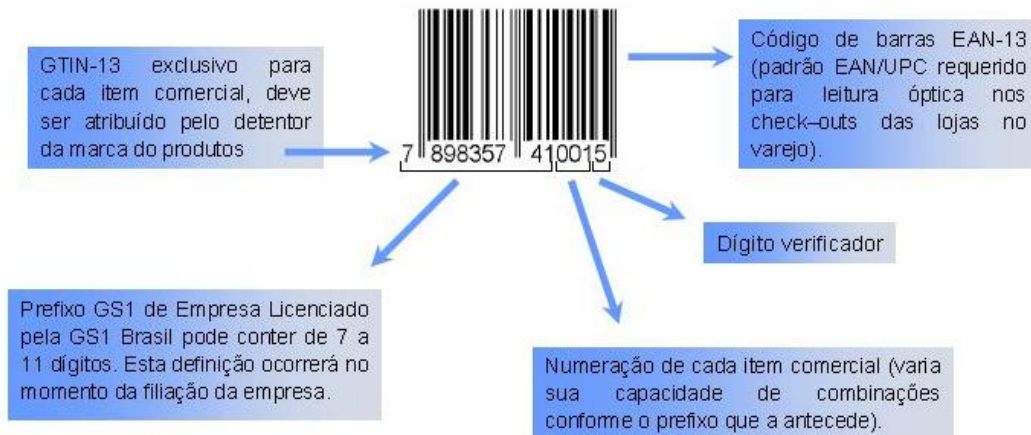 GTIN-13 exclusivo para
cada item comercial, deve
ser atribuído pelo detentor
da marca do produtos
Código de barras EAN-13
(padrão EAN/UPC requerido
para leitura óptica nos
check–outs das lojas no
varejo).
7 898357 410015
Dígito verificador
Prefixo GS1 de Empresa Licenciado
pela GS1 Brasil pode conter de 7 a
11 dígitos. Esta definição ocorrerá no
momento da filiação da empresa.
Numeração de cada item comercial (varia
sua capacidade de combinações
conforme o prefixo que a antecede).